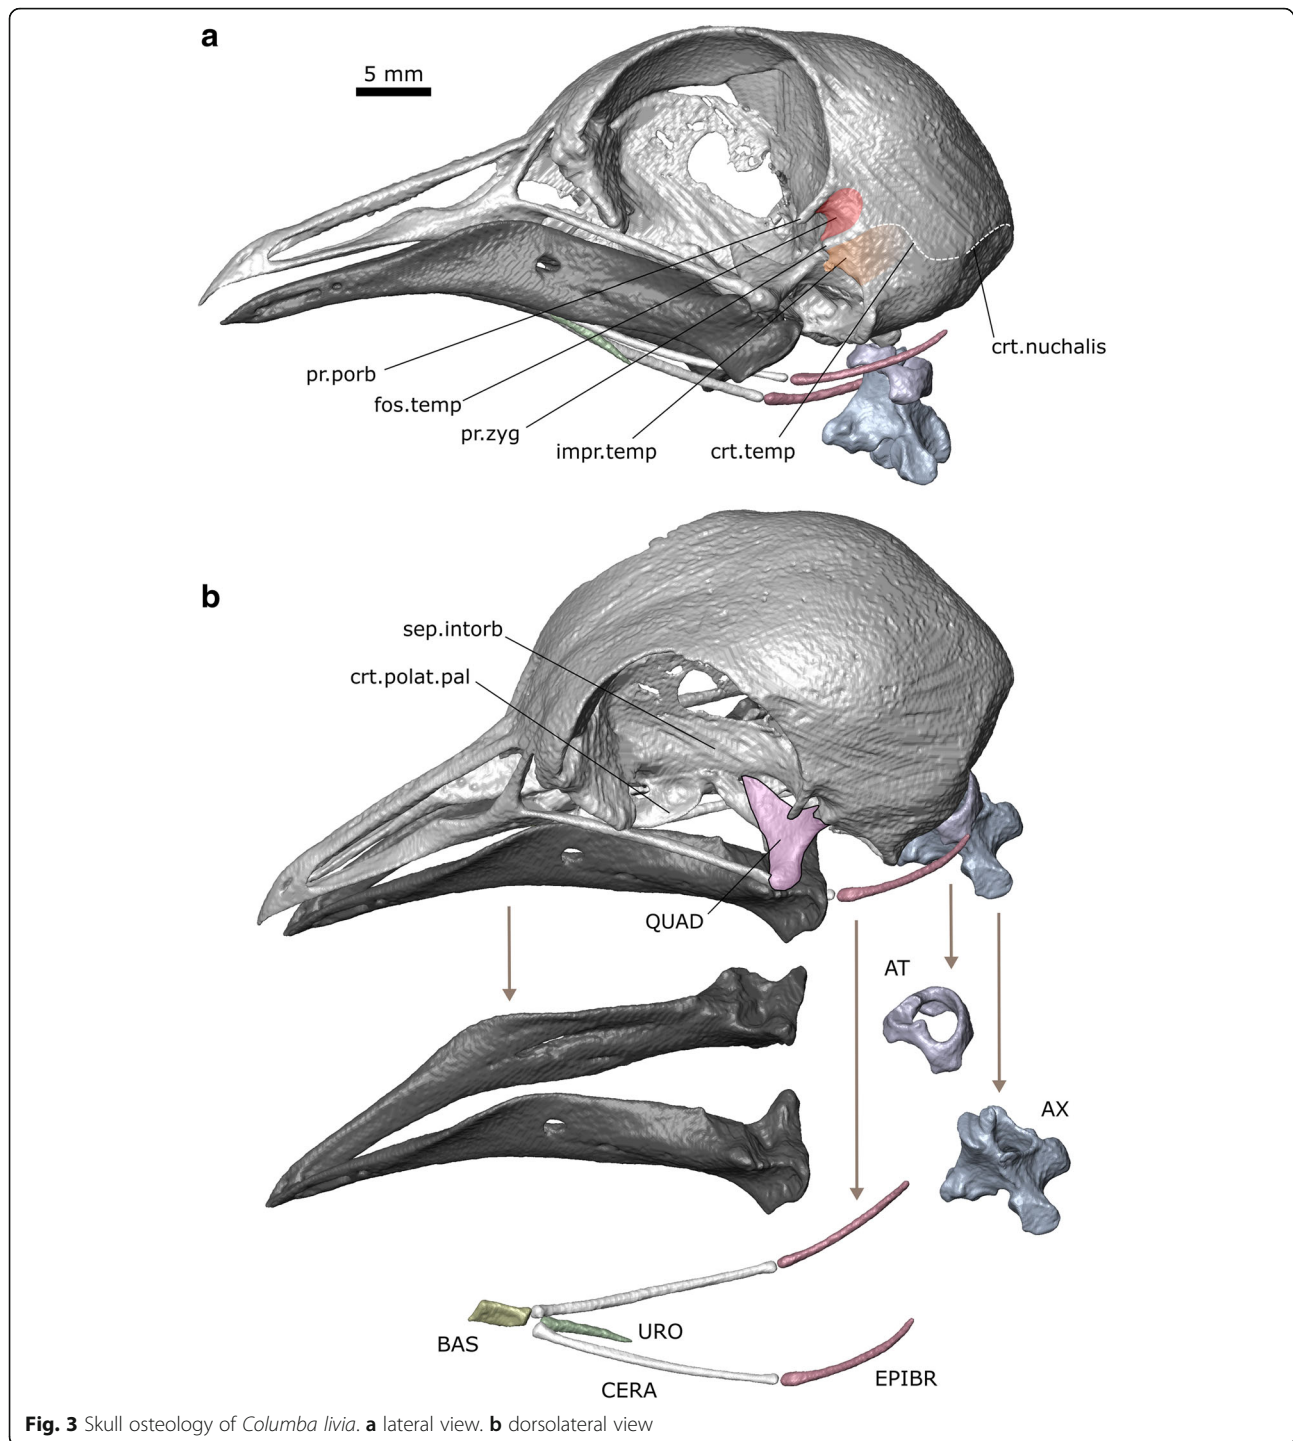 a
5 mm
crt.nuchalis
pr.porb
fos.temp
pr.zyg
impr.temp
crt.temp
b
sep.intorb
crt.polat.pal
QUAD
AT
AX
URO
BAS
EPIBR
CERA
Fig. 3 Skull osteology of Columba livia. a lateral view. b dorsolateral view